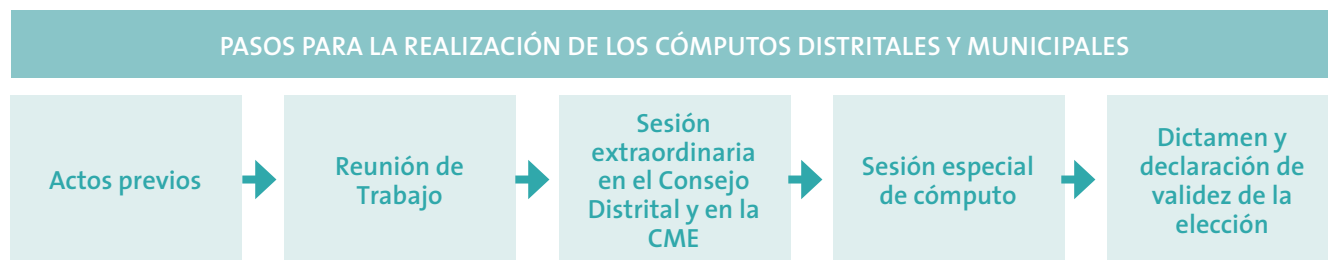 PASOS PARA LA REALIZACIÓN DE LOS CÓMPUTOS DISTRITALES Y MUNICIPALES
Actos previos
Reunión de
Trabajo
Sesión
extraordinaria
en el Consejo
Distrital y en la
CME
Sesión especial
de cómputo
Dictamen y
declaración de
validez de la
elección